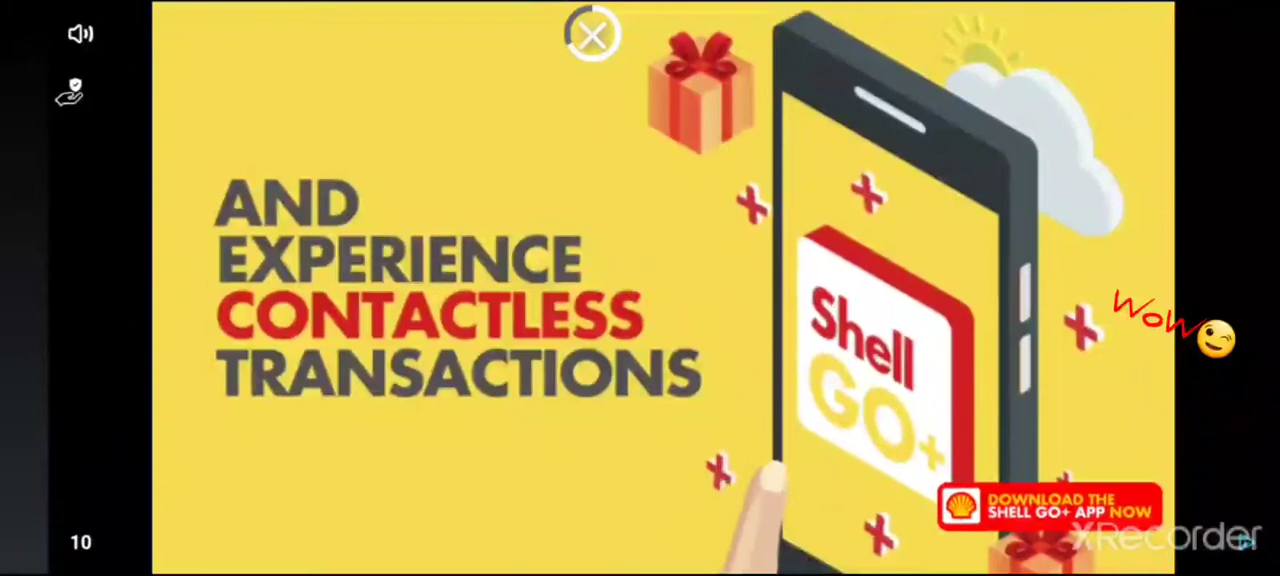 AND
EXPERIENCE
CONTACTLESS
TRANSACTIONS
Shell
GO+
Wow
DOWNLOAD THE
SHELL GO+ APP NOW
10
XRecorder